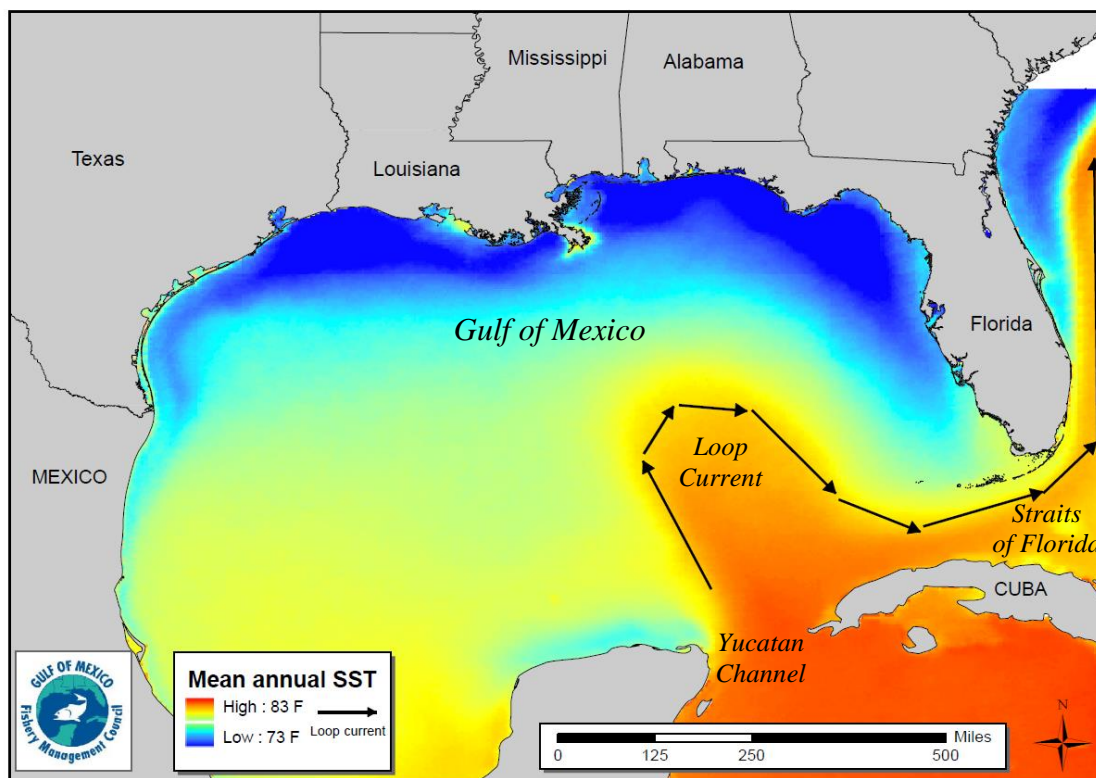 Mississippi
Alabama
Texas
Louisiana
Gulf of Mexico
Florida
Loop
Current
MEXICO
Straits
of Florida
CUBA
Yucatan
Channel
GULF OF MEXICO
Fishery Management Council
Mean annual SST
High : 83 F
Low : 73 F
Loop current
N
Miles
0 125 250 500